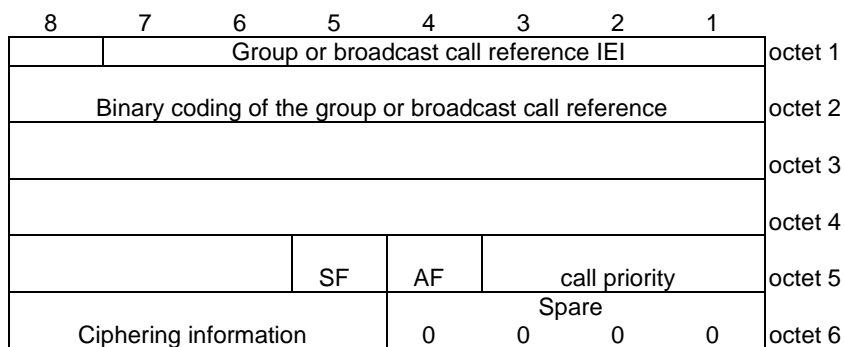 8 7 6 5 4 3 2 1
Group or broadcast call reference IEI octet 1
Binary coding of the group or broadcast call reference octet 2
octet 3
octet 4
SF AF call priority octet 5
Spare
Ciphering information 0 0 0 0 octet 6